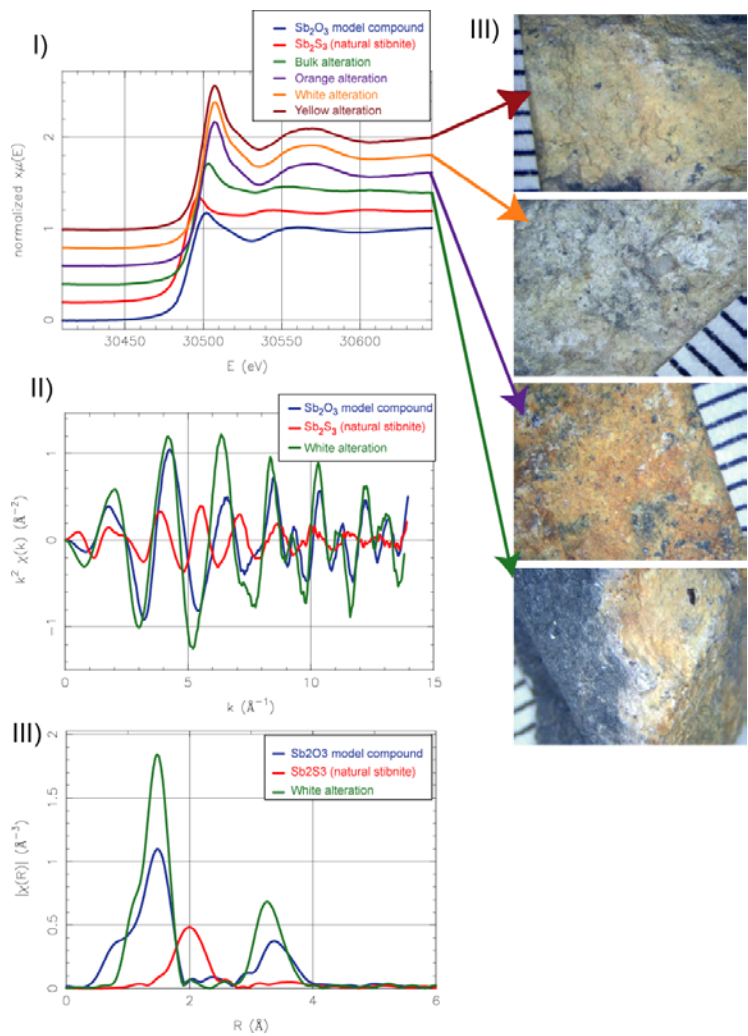 I)
Sb2O3 model compound
Sb2S3 (natural stibnite)
Bulk alteration
Orange alteration
White alteration
Yellow alteration
normalized xμ(E)
2
1
0
30450
30500
30550
30600
E (eV)
III)
II)
Sb2O3 model compound
Sb2S3 (natural stibnite)
White alteration
k² χ(k) (Å⁻²)
1
0
−1
0
5
10
15
k (Å⁻¹)
III)
Sb2O3 model compound
Sb2S3 (natural stibnite)
White alteration
|χ(R)| (Å⁻³)
2
1.5
1
0.5
0
0
2
4
6
R (Å)